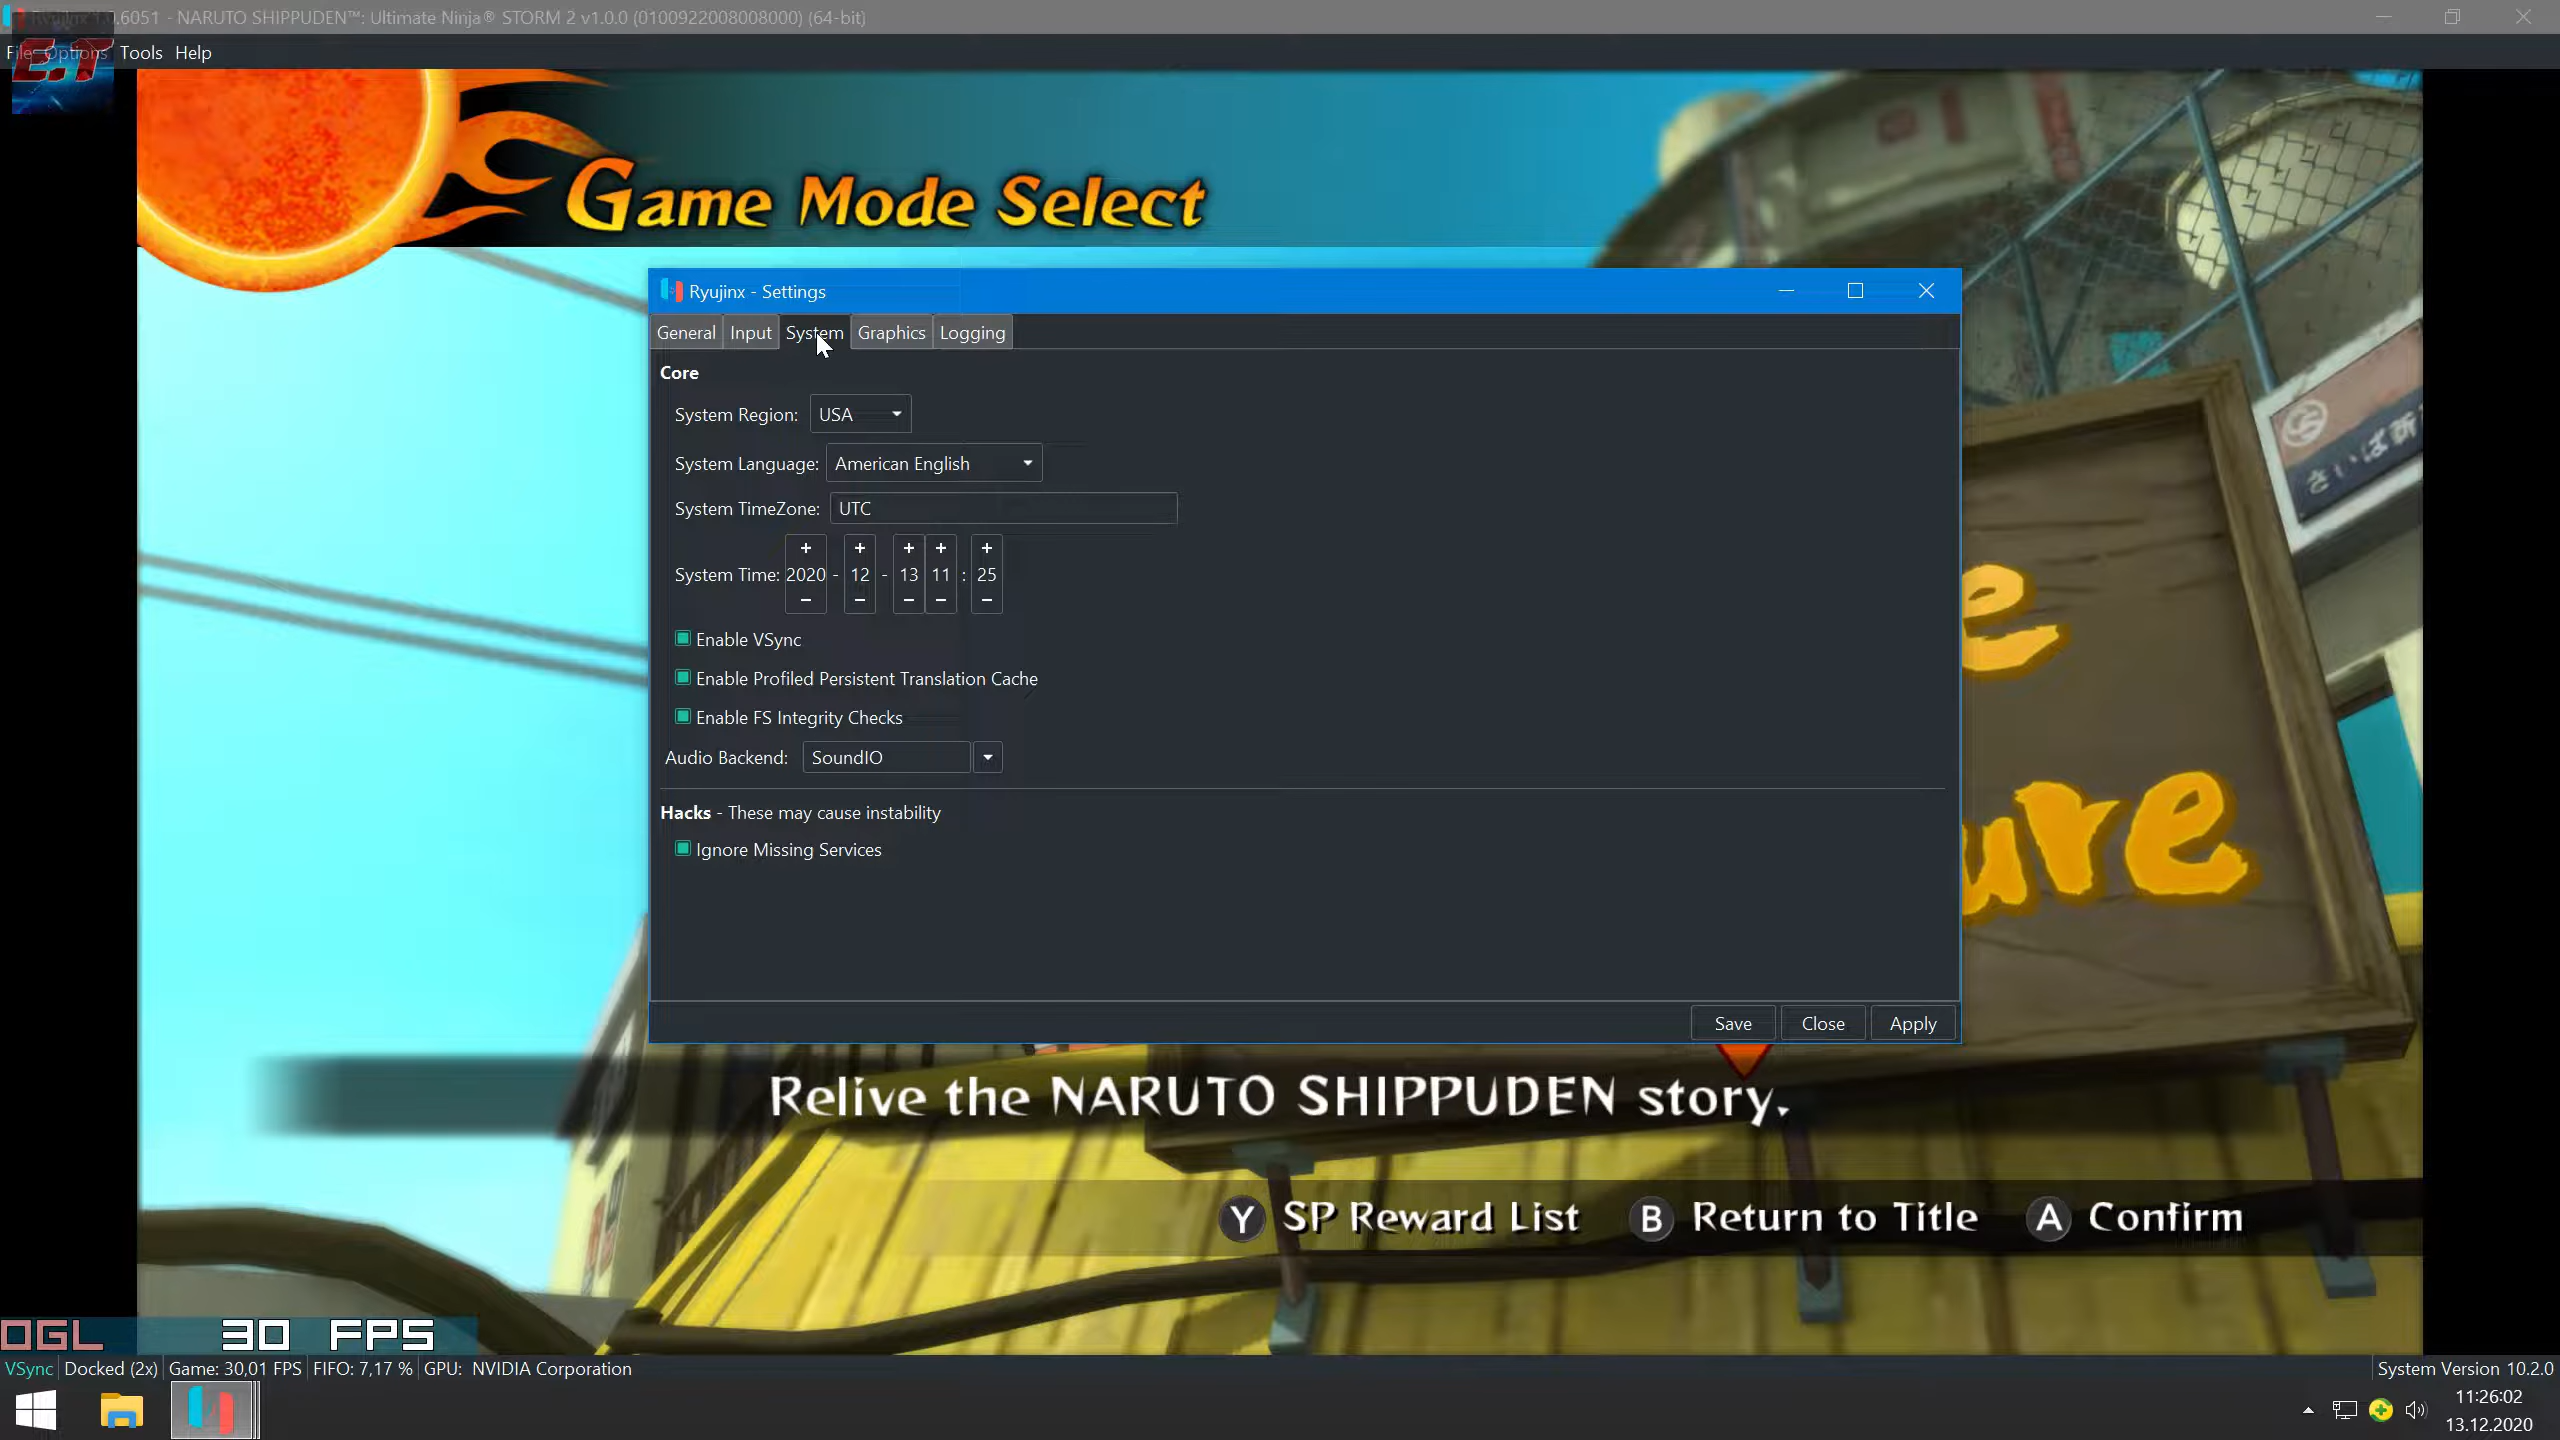 Ryujinx 1.0.6051 - NARUTO SHIPPUDEN™: Ultimate Ninja® STORM 2 v1.0.0 (0100922008008000) (64-bit)
File Options Tools Help
E.T
Game Mode Select
Ryujinx - Settings
General Input System Graphics Logging
Core
System Region: USA
System Language: American English
System TimeZone: UTC
+ + + + +
System Time: 2020 - 12 - 13 11 : 25
− − − − −
Enable VSync
Enable Profiled Persistent Translation Cache
Enable FS Integrity Checks
Audio Backend: SoundIO
Hacks - These may cause instability
Ignore Missing Services
Save Close Apply
e
ure
Relive the NARUTO SHIPPUDEN story.
Y SP Reward List B Return to Title A Confirm
OGL 30 FPS
VSync Docked (2x) Game: 30,01 FPS FIFO: 7,17 % GPU: NVIDIA Corporation System Version 10.2.0
11:26:02
13.12.2020